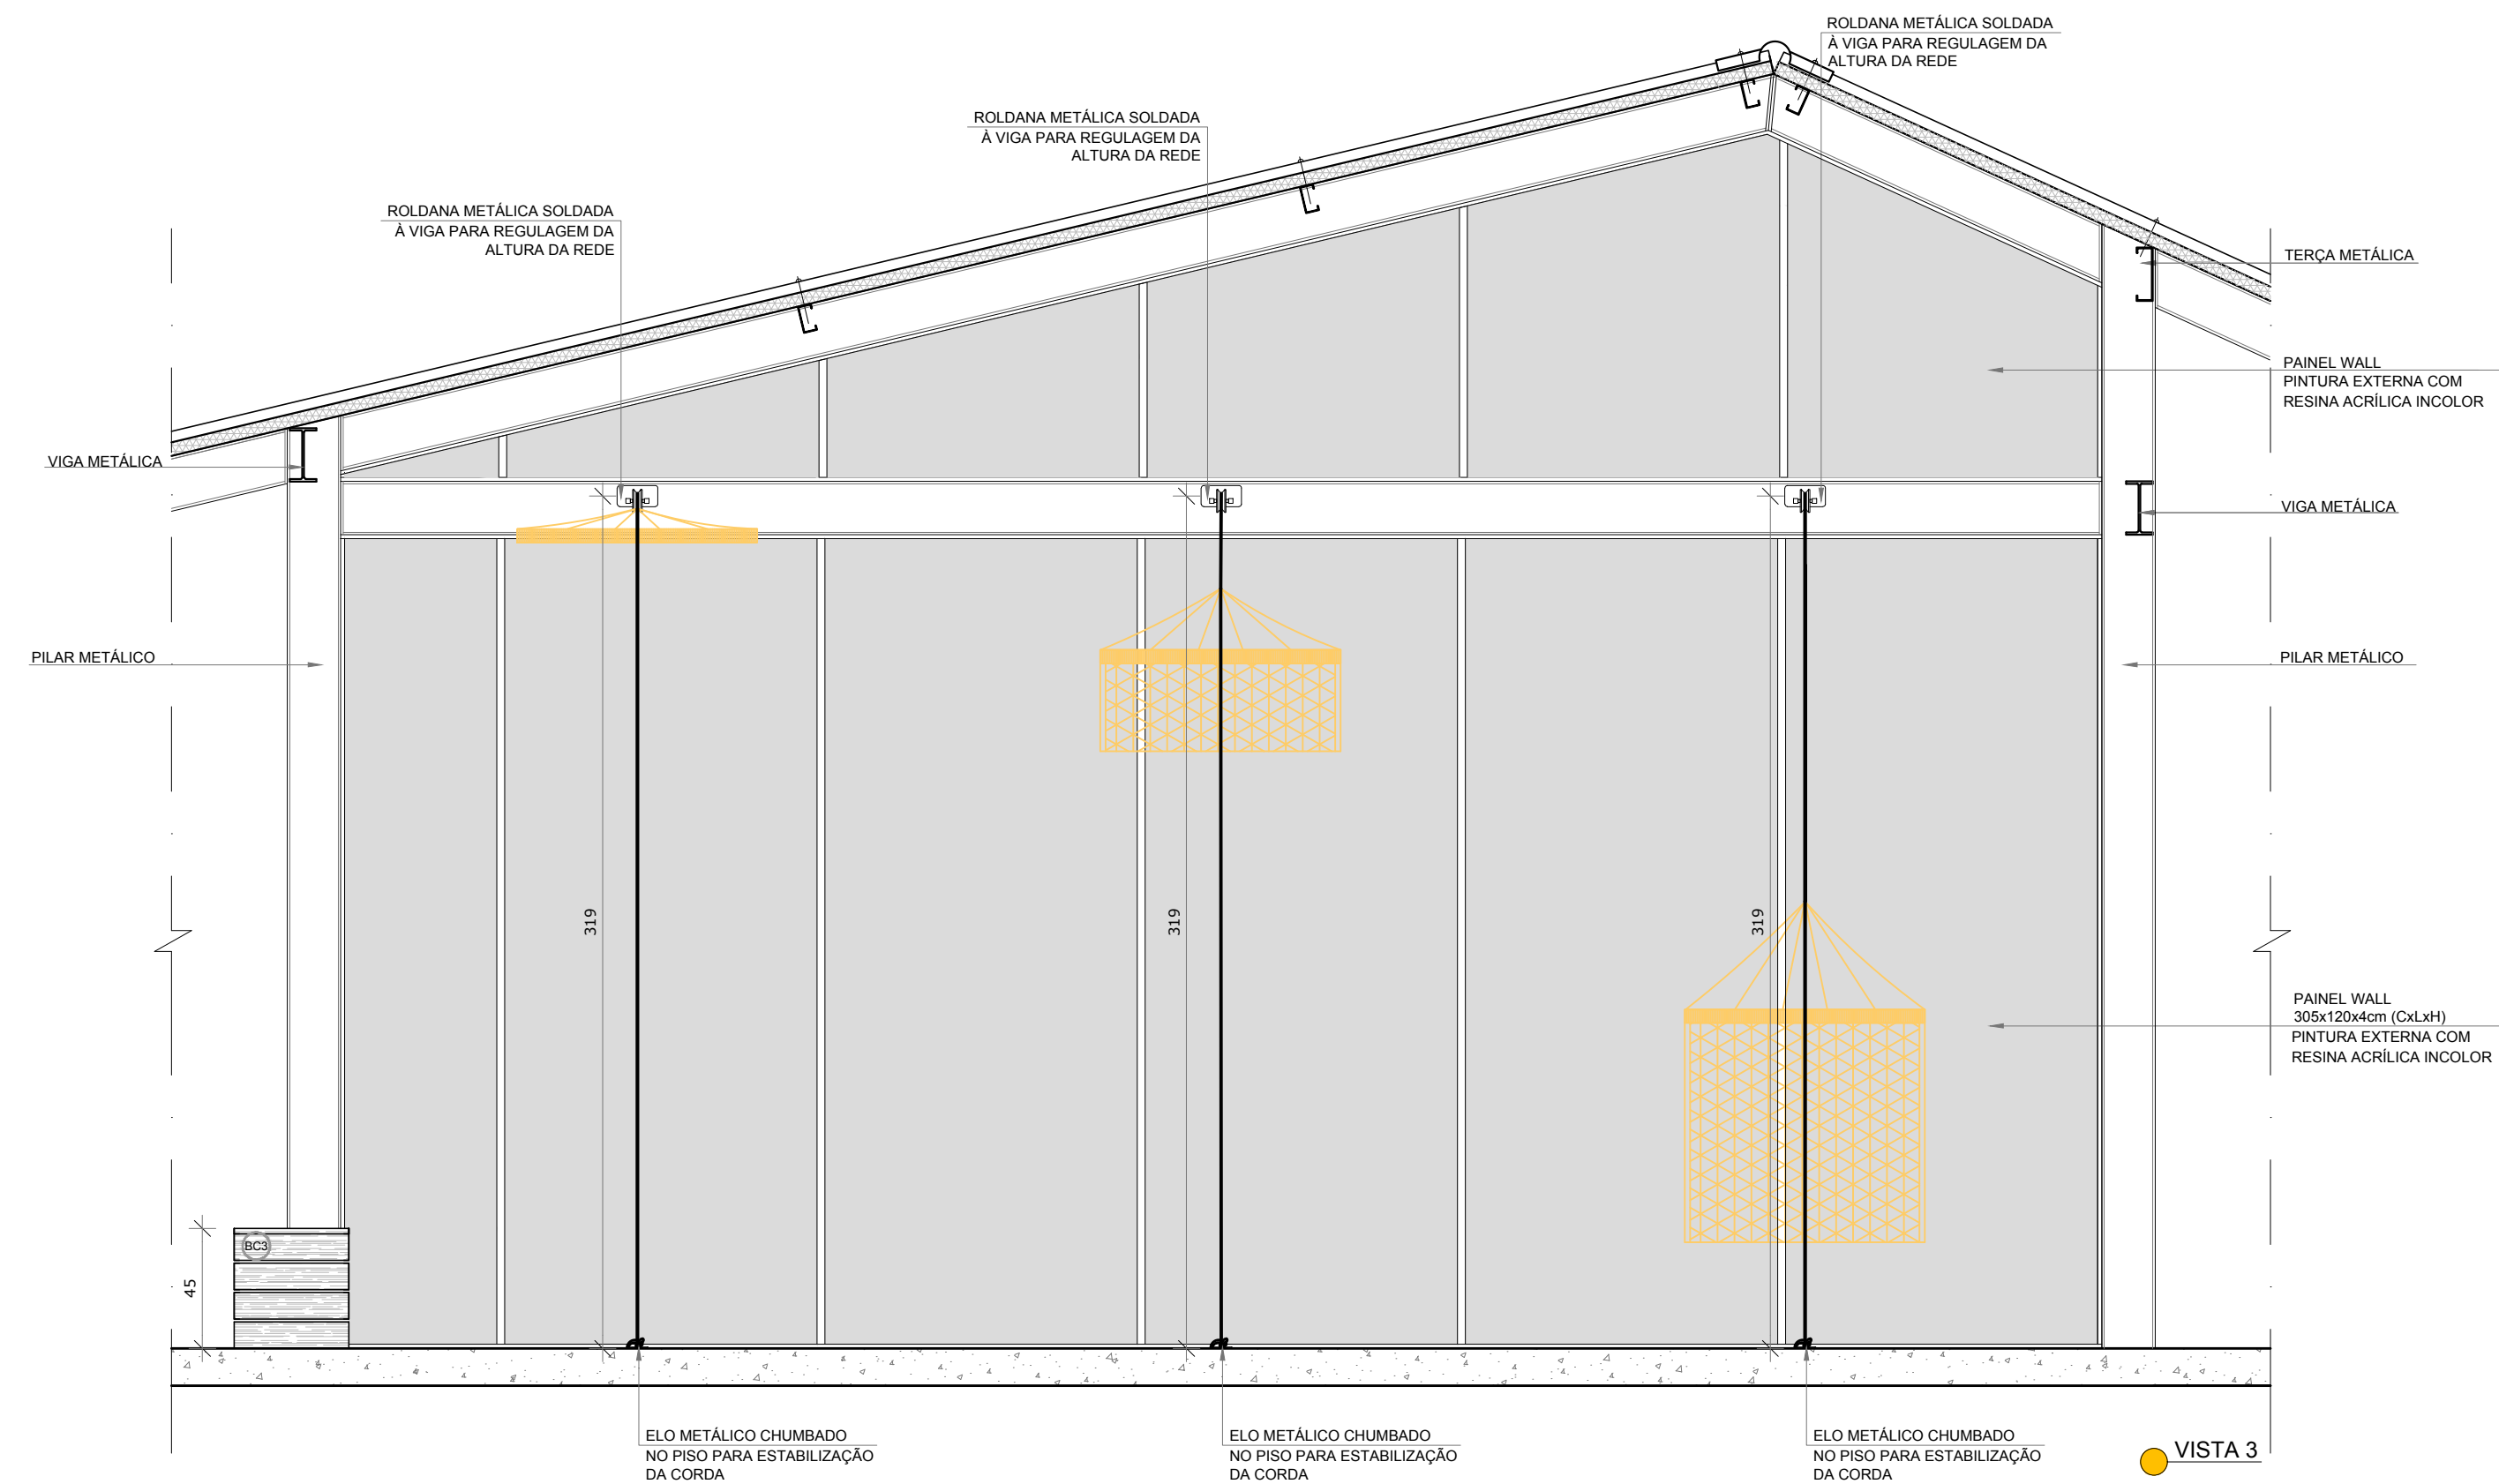 ROLDANA METÁLICA SOLDADA
À VIGA PARA REGULAGEM DA
ALTURA DA REDE
ROLDANA METÁLICA SOLDADA
À VIGA PARA REGULAGEM DA
ALTURA DA REDE
ROLDANA METÁLICA SOLDADA
À VIGA PARA REGULAGEM DA
ALTURA DA REDE
TERÇA METÁLICA
PAINEL WALL
PINTURA EXTERNA COM
RESINA ACRÍLICA INCOLOR
VIGA METÁLICA
VIGA METÁLICA
PILAR METÁLICO
PILAR METÁLICO
319
319
319
PAINEL WALL
305x120x4cm (CxLxH)
PINTURA EXTERNA COM
RESINA ACRÍLICA INCOLOR
BC3
45
ELO METÁLICO CHUMBADO
NO PISO PARA ESTABILIZAÇÃO
DA CORDA
ELO METÁLICO CHUMBADO
NO PISO PARA ESTABILIZAÇÃO
DA CORDA
ELO METÁLICO CHUMBADO
NO PISO PARA ESTABILIZAÇÃO
DA CORDA
VISTA 3